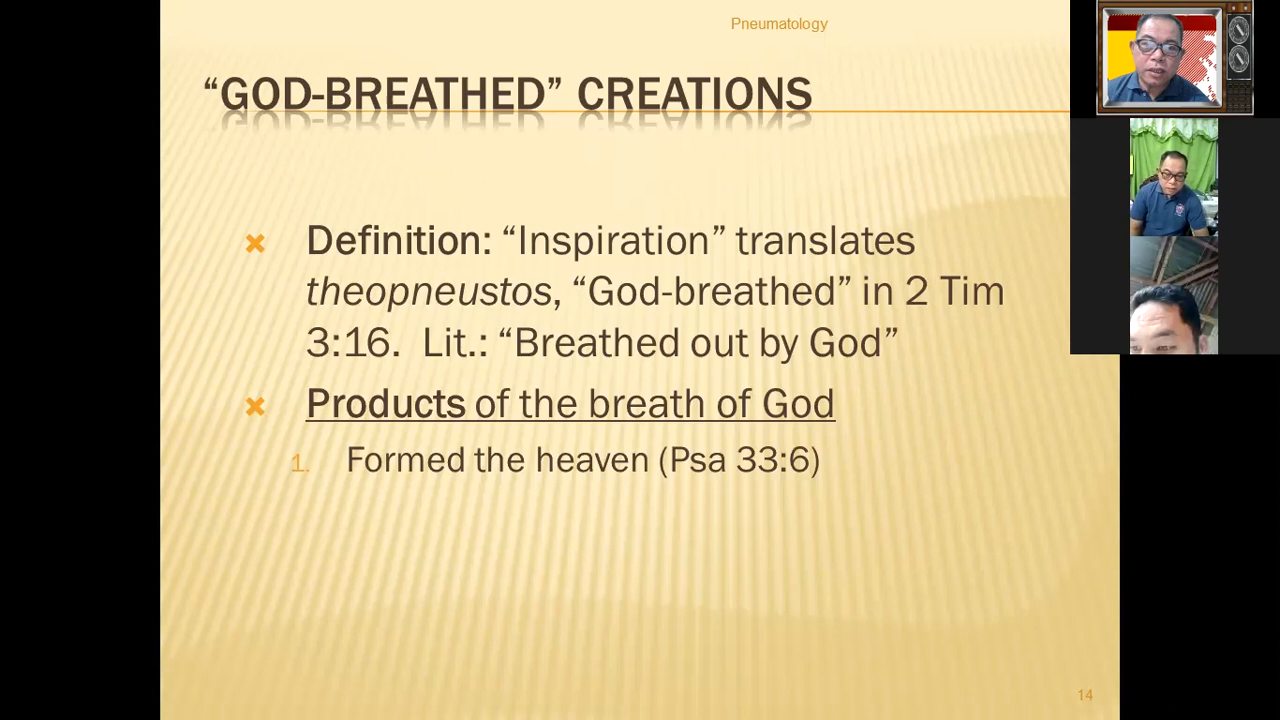 Pneumatology
“GOD-BREATHED” CREATIONS
Definition: “Inspiration” translates
theopneustos, “God-breathed” in 2 Tim
3:16. Lit.: “Breathed out by God”
Products of the breath of God
1. Formed the heaven (Psa 33:6)
14